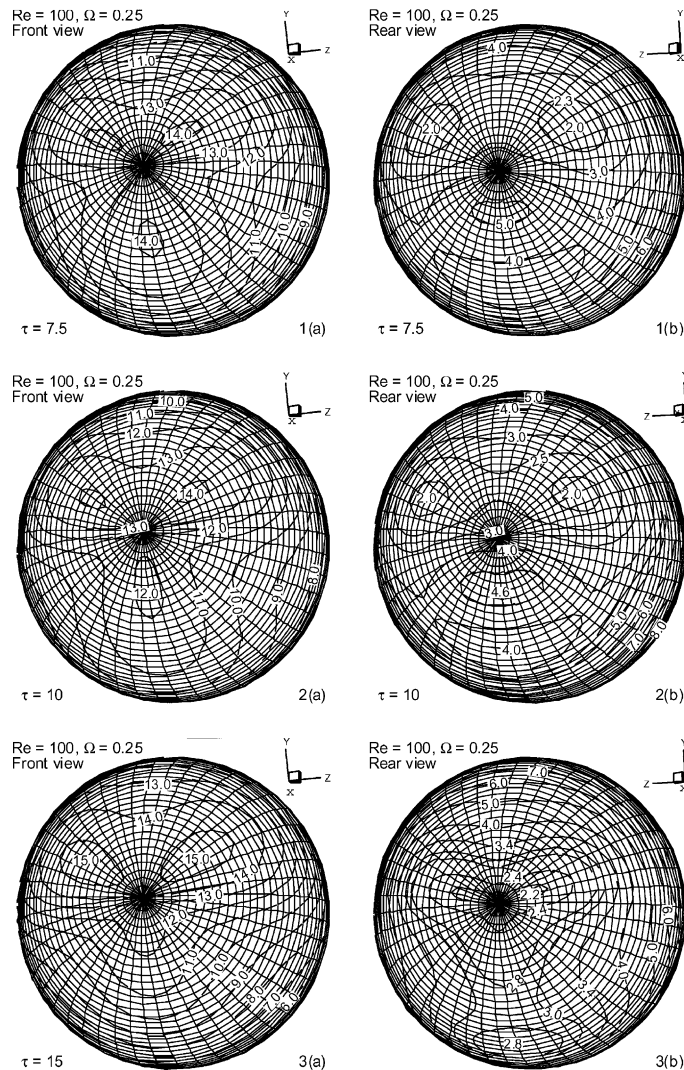 Re = 100, Ω = 0.25
Front view
Y
Z
X
11.0
13.0
14.0
13.0
12.0
9.0
10.0
11.0
14.0
τ = 7.5
1(a)
Re = 100, Ω = 0.25
Rear view
Y
Z
X
4.0
2.3
2.0
2.0
3.0
4.0
5.0
5.0
6.0
4.0
τ = 7.5
1(b)
Re = 100, Ω = 0.25
Front view
Y
Z
X
10.0
11.0
12.0
13.0
14.0
13.0
12.0
8.0
9.0
10.0
11.0
12.0
τ = 10
2(a)
Re = 100, Ω = 0.25
Rear view
Y
Z
X
5.0
4.0
3.0
2.3
2.0
2.0
3.0
4.0
4.6
6.0
5.0
8.0
7.0
4.0
τ = 10
2(b)
Re = 100, Ω = 0.25
Front view
Y
Z
X
13.0
14.0
15.0
15.0
14.0
13.0
12.0
11.0
10.0
9.0
8.0
7.0
6.0
τ = 15
3(a)
Re = 100, Ω = 0.25
Rear view
Y
Z
X
7.0
6.0
5.0
4.0
3.4
2.4
2.2
2.4
6.0
5.0
4.0
3.4
2.8
3.0
2.8
τ = 15
3(b)